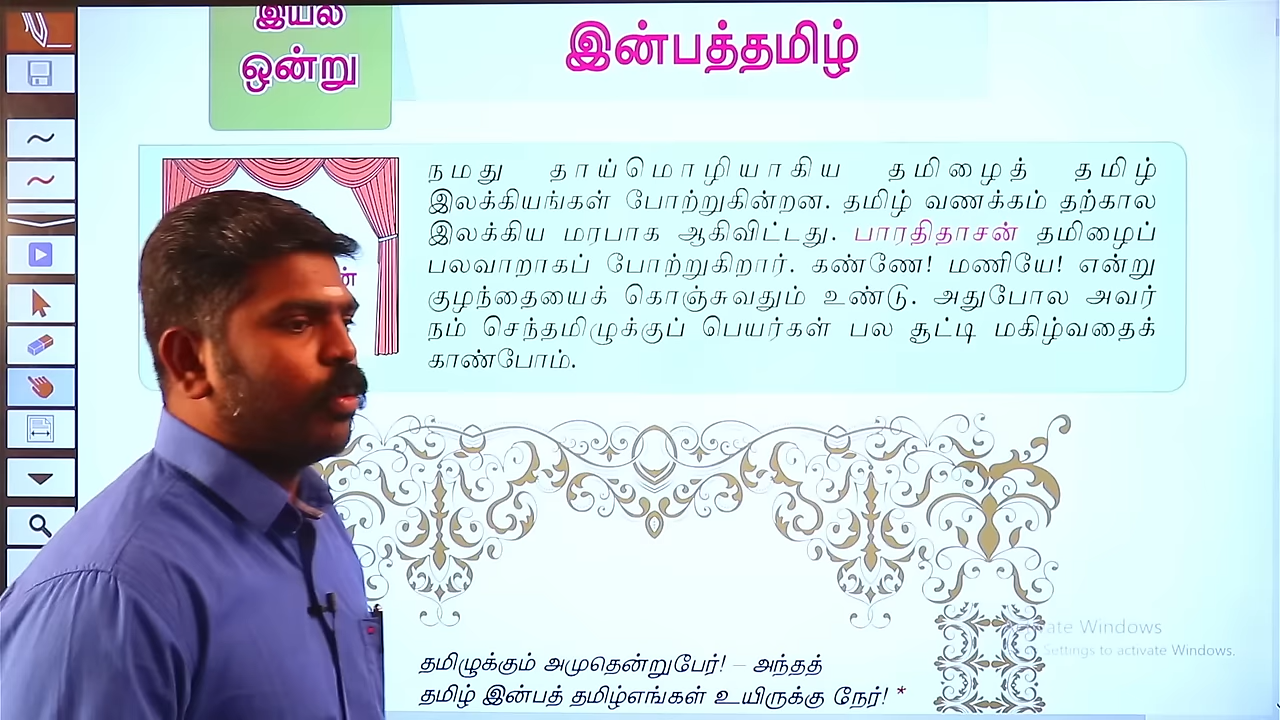 இயல்
ஒன்று
இன்பத்தமிழ்
நமது தாய்மொழியாகிய தமிழைத் தமிழ்
இலக்கியங்கள் போற்றுகின்றன. தமிழ் வணக்கம் தற்கால
இலக்கிய மரபாக ஆகிவிட்டது. பாரதிதாசன் தமிழைப்
பலவாறாகப் போற்றுகிறார். கண்ணே! மணியே! என்று
குழந்தையைக் கொஞ்சுவதும் உண்டு. அதுபோல அவர்
நம் செந்தமிழுக்குப் பெயர்கள் பல சூட்டி மகிழ்வதைக்
காண்போம்.
தமிழுக்கும் அமுதென்றுபேர்! – அந்தத்
தமிழ் இன்பத் தமிழ்எங்கள் உயிருக்கு நேர்! *
Activate Windows
Settings to activate Windows.